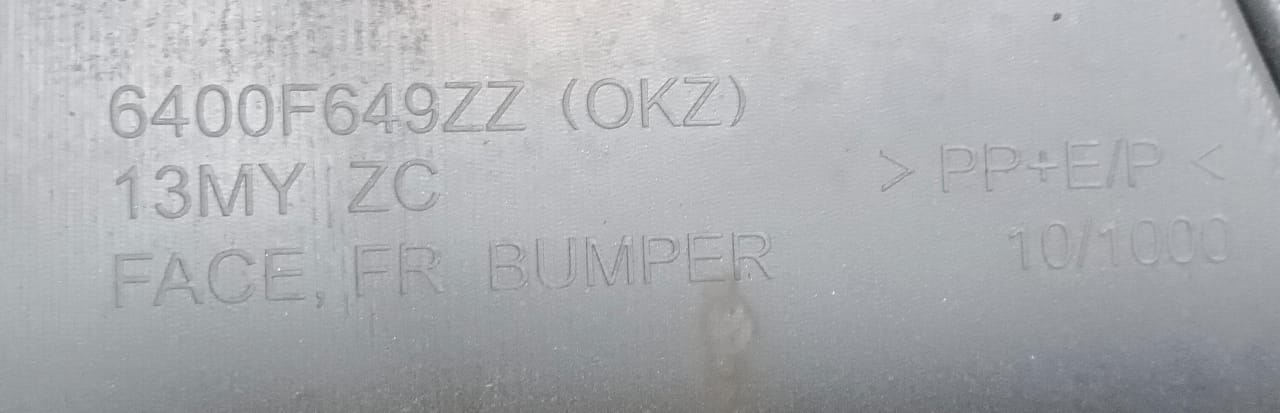 6400F649ZZ (OKZ)
13MY ZC
FACE, FR BUMPER
> PP+E/P <
10/1000